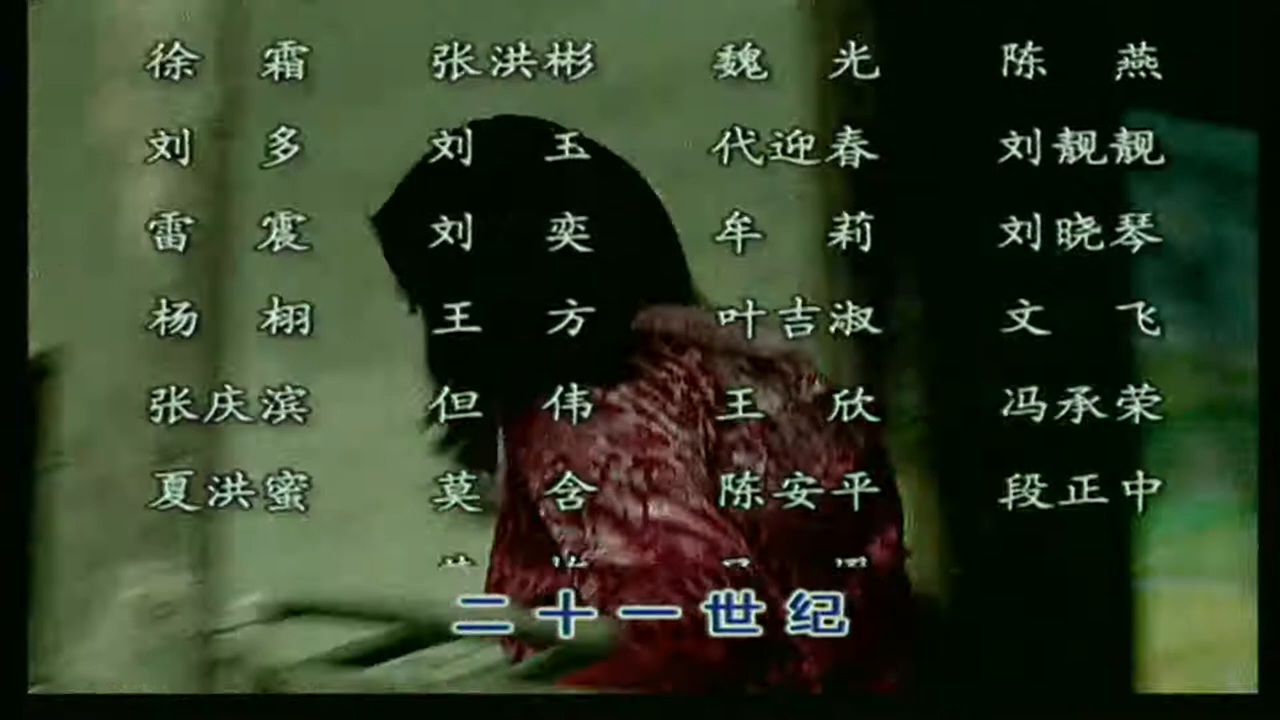 徐霜 张洪彬 魏光 陈燕
刘多 刘玉 代迎春 刘靓靓
雷震 刘奕 牟莉 刘晓琴
杨栩 王方 叶吉淑 文飞
张庆滨 但伟 王欣 冯承荣
夏洪蜜 莫含 陈安平 段正中
二十一世纪